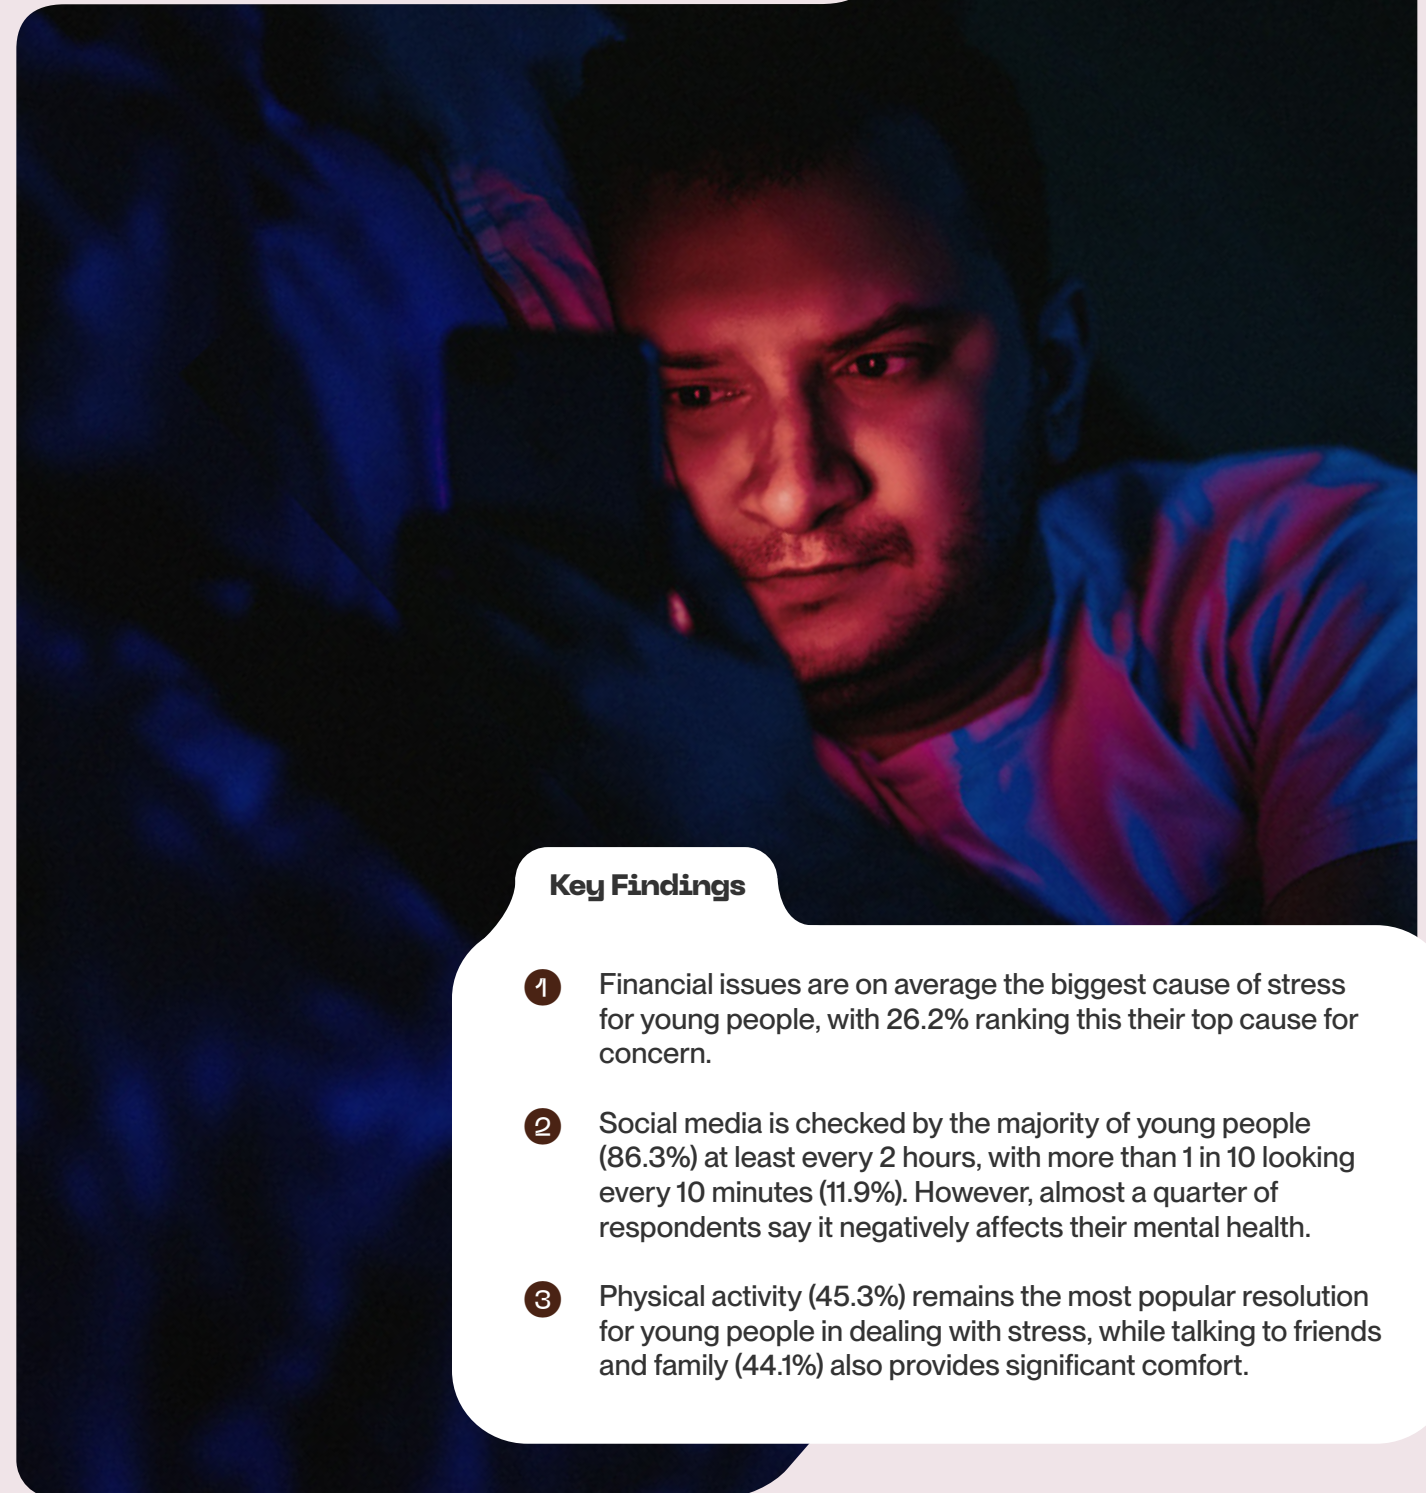 Key Findings
1
Financial issues are on average the biggest cause of stress
for young people, with 26.2% ranking this their top cause for
concern.
2
Social media is checked by the majority of young people
(86.3%) at least every 2 hours, with more than 1 in 10 looking
every 10 minutes (11.9%). However, almost a quarter of
respondents say it negatively affects their mental health.
3
Physical activity (45.3%) remains the most popular resolution
for young people in dealing with stress, while talking to friends
and family (44.1%) also provides significant comfort.